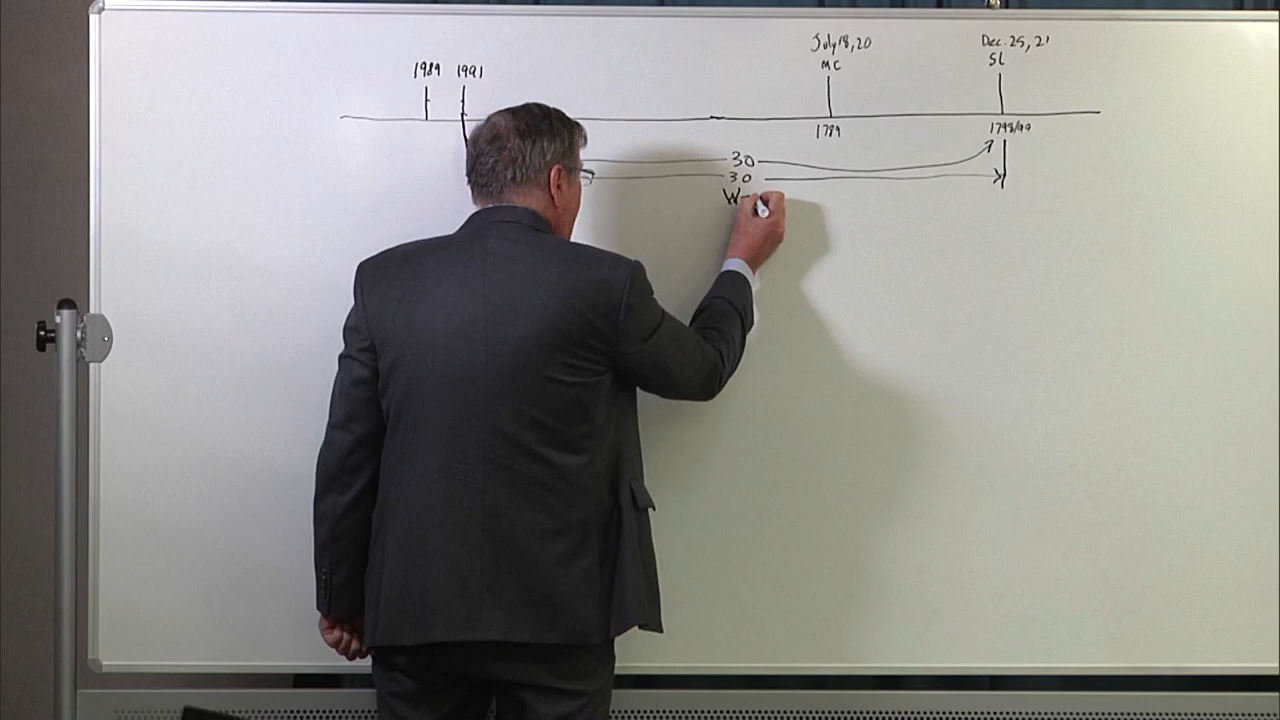 July 18, 20
MC
Dec. 25, 21
SL
1989 1991
1789
1798/99
30
30
W